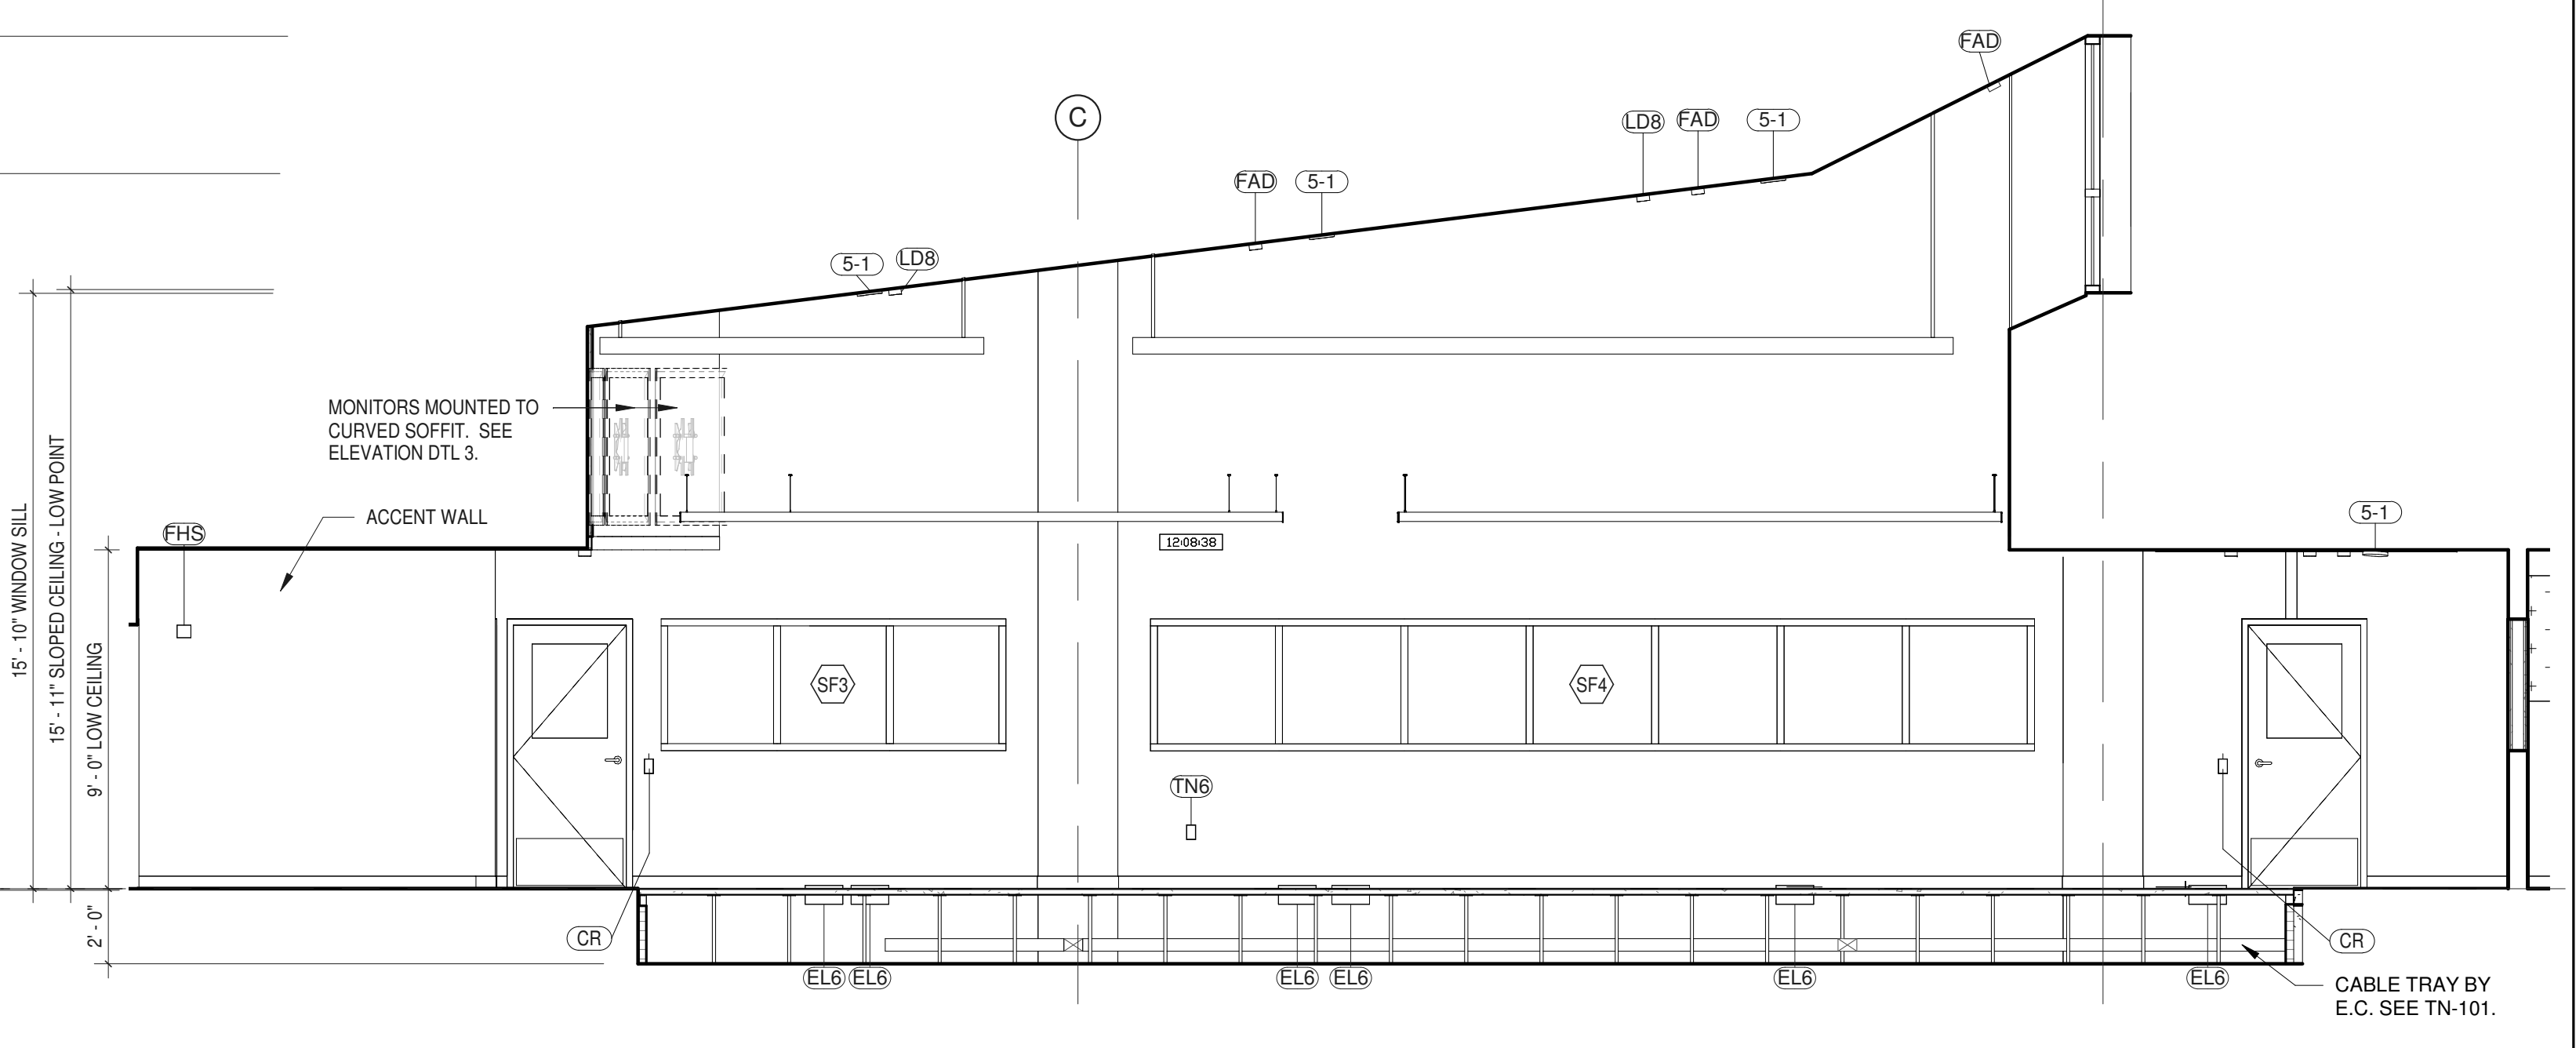 FAD
C
LD8
FAD
5-1
FAD
5-1
5-1
LD8
MONITORS MOUNTED TO
CURVED SOFFIT. SEE
ELEVATION DTL 3.
15' - 10" WINDOW SILL
15' - 11" SLOPED CEILING - LOW POINT
9' - 0" LOW CEILING
2' - 0"
ACCENT WALL
FHS
5-1
12:08:38
SF3
SF4
TN6
CR
CR
EL6
EL6
EL6
EL6
EL6
EL6
CABLE TRAY BY
E.C. SEE TN-101.